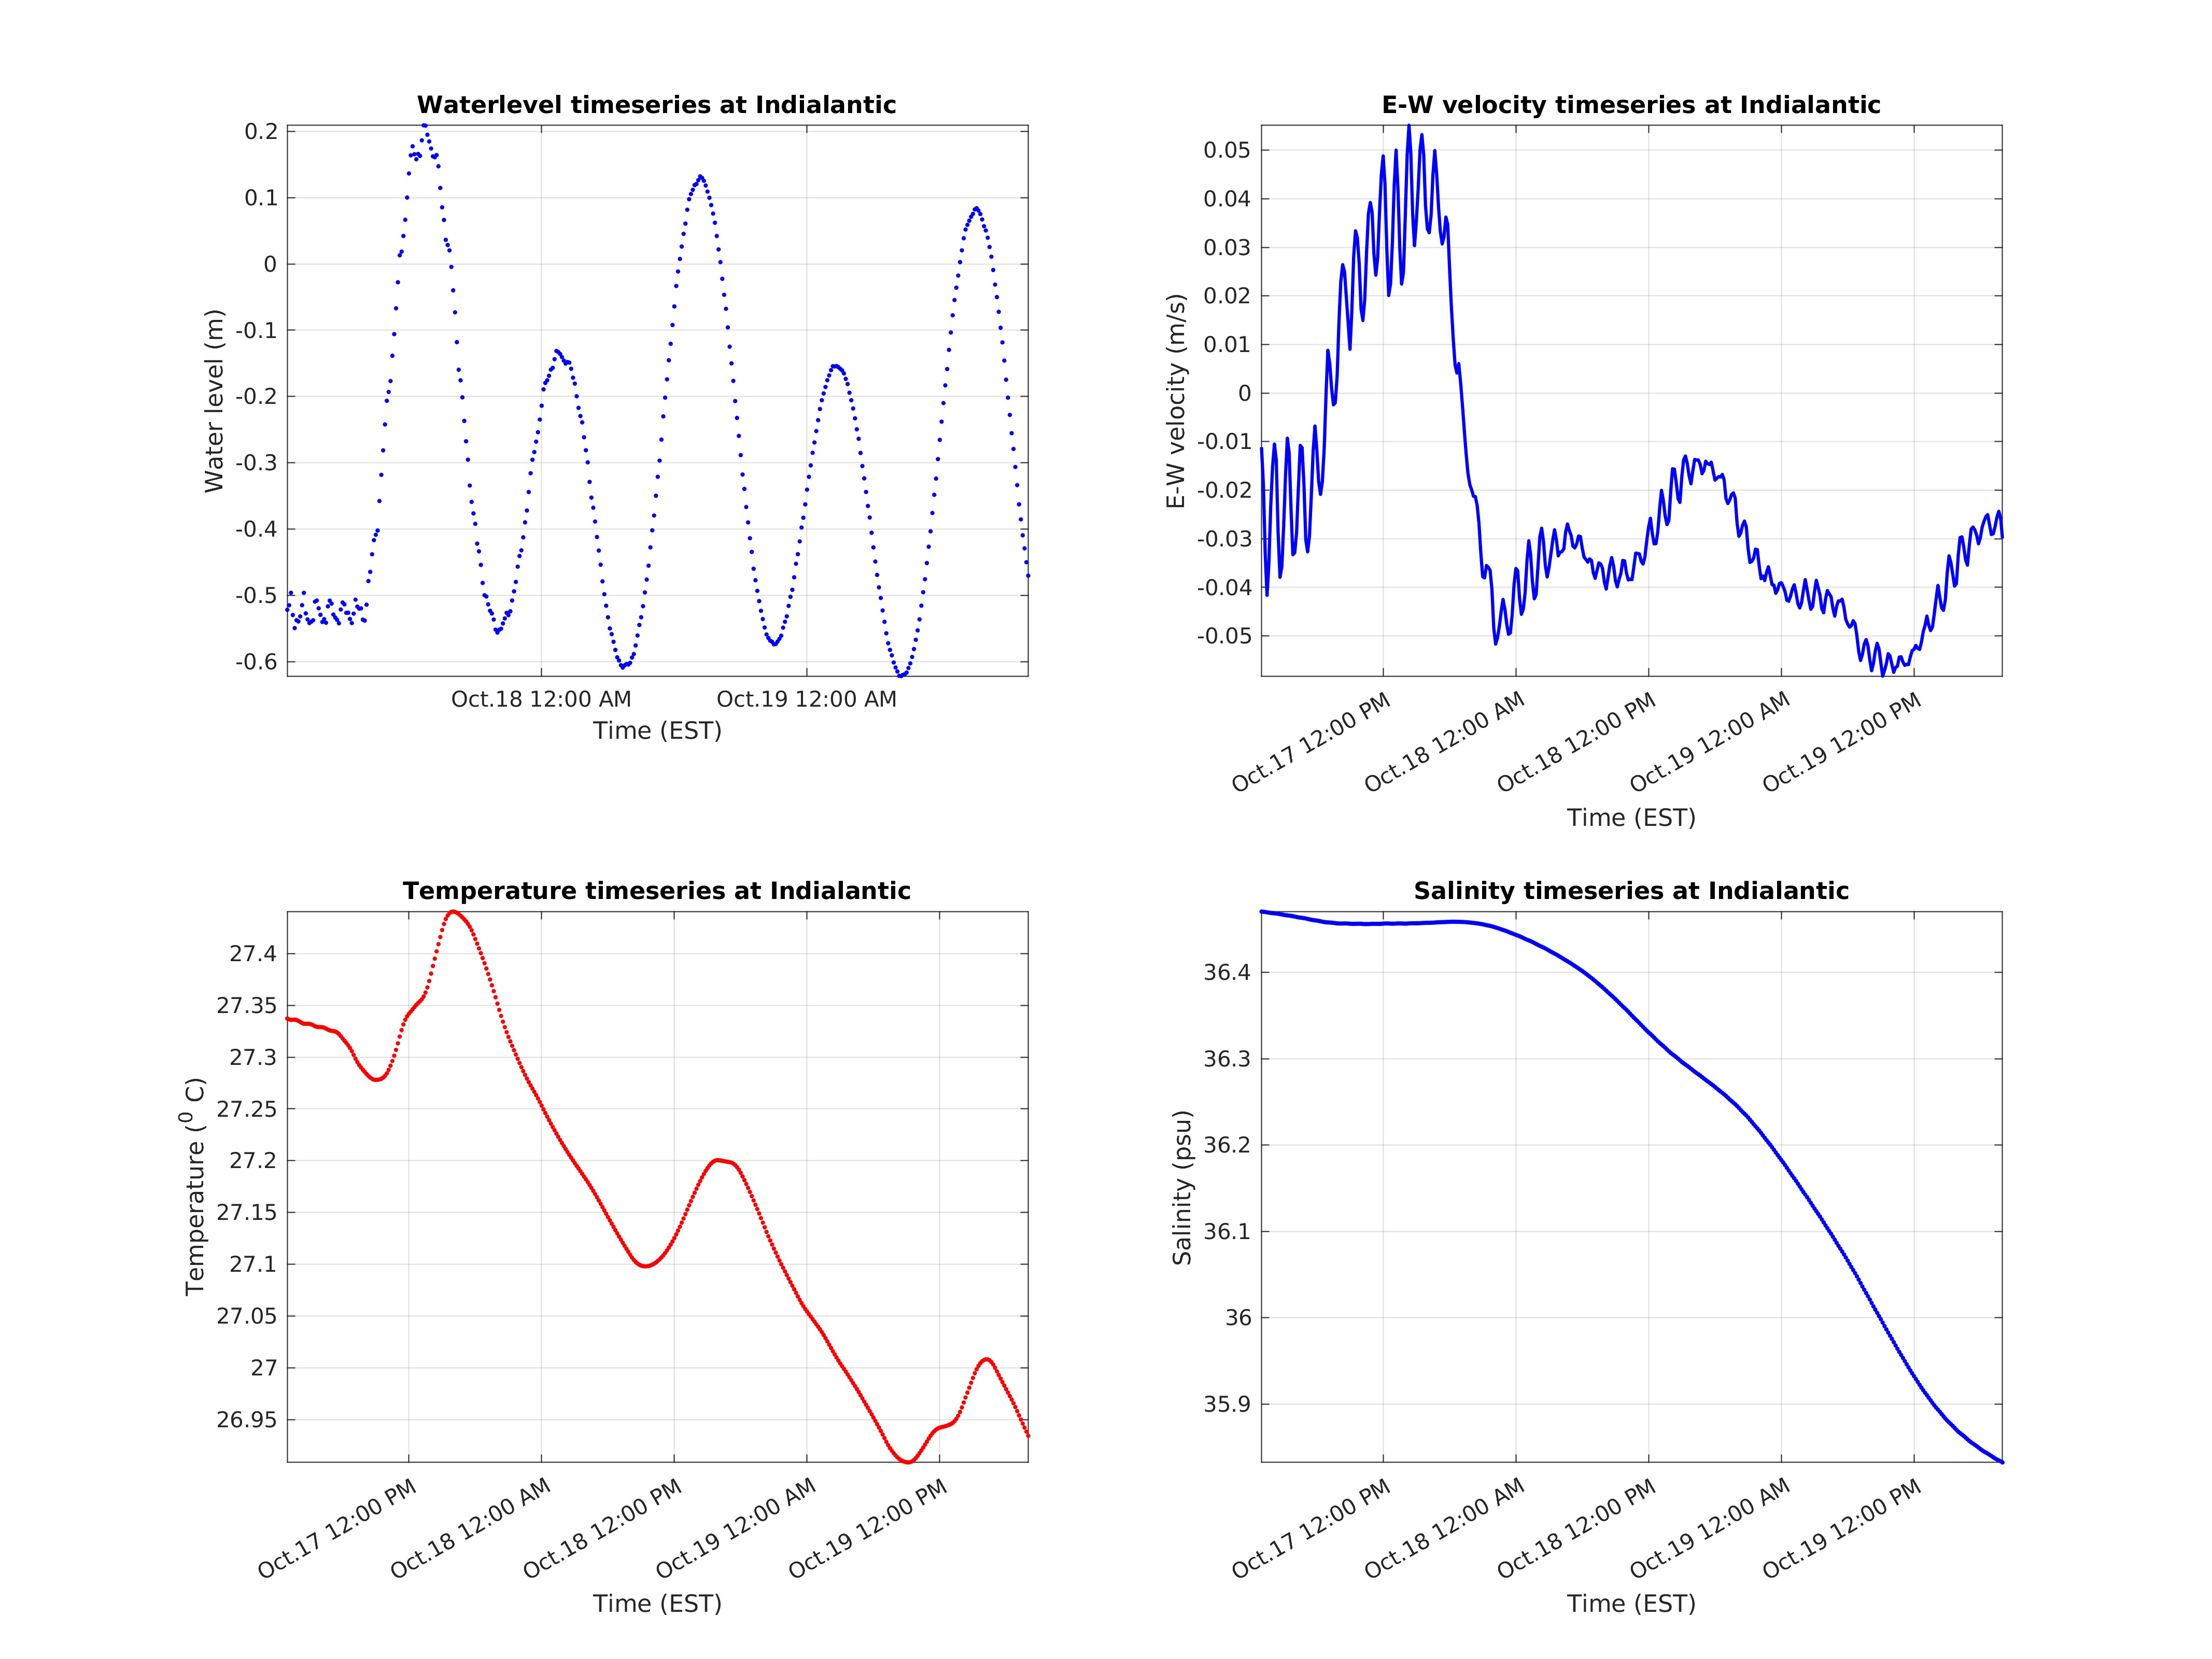 Waterlevel timeseries at Indialantic
0.2
0.1
0
-0.1
-0.2
-0.3
-0.4
-0.5
-0.6
Water level (m)
Oct.18 12:00 AM
Oct.19 12:00 AM
Time (EST)
E-W velocity timeseries at Indialantic
0.05
0.04
0.03
0.02
0.01
0
-0.01
-0.02
-0.03
-0.04
-0.05
E-W velocity (m/s)
Oct.17 12:00 PM
Oct.18 12:00 AM
Oct.18 12:00 PM
Oct.19 12:00 AM
Oct.19 12:00 PM
Time (EST)
Temperature timeseries at Indialantic
27.4
27.35
27.3
27.25
27.2
27.15
27.1
27.05
27
26.95
Temperature (⁰ C)
Oct.17 12:00 PM
Oct.18 12:00 AM
Oct.18 12:00 PM
Oct.19 12:00 AM
Oct.19 12:00 PM
Time (EST)
Salinity timeseries at Indialantic
36.4
36.3
36.2
36.1
36
35.9
Salinity (psu)
Oct.17 12:00 PM
Oct.18 12:00 AM
Oct.18 12:00 PM
Oct.19 12:00 AM
Oct.19 12:00 PM
Time (EST)